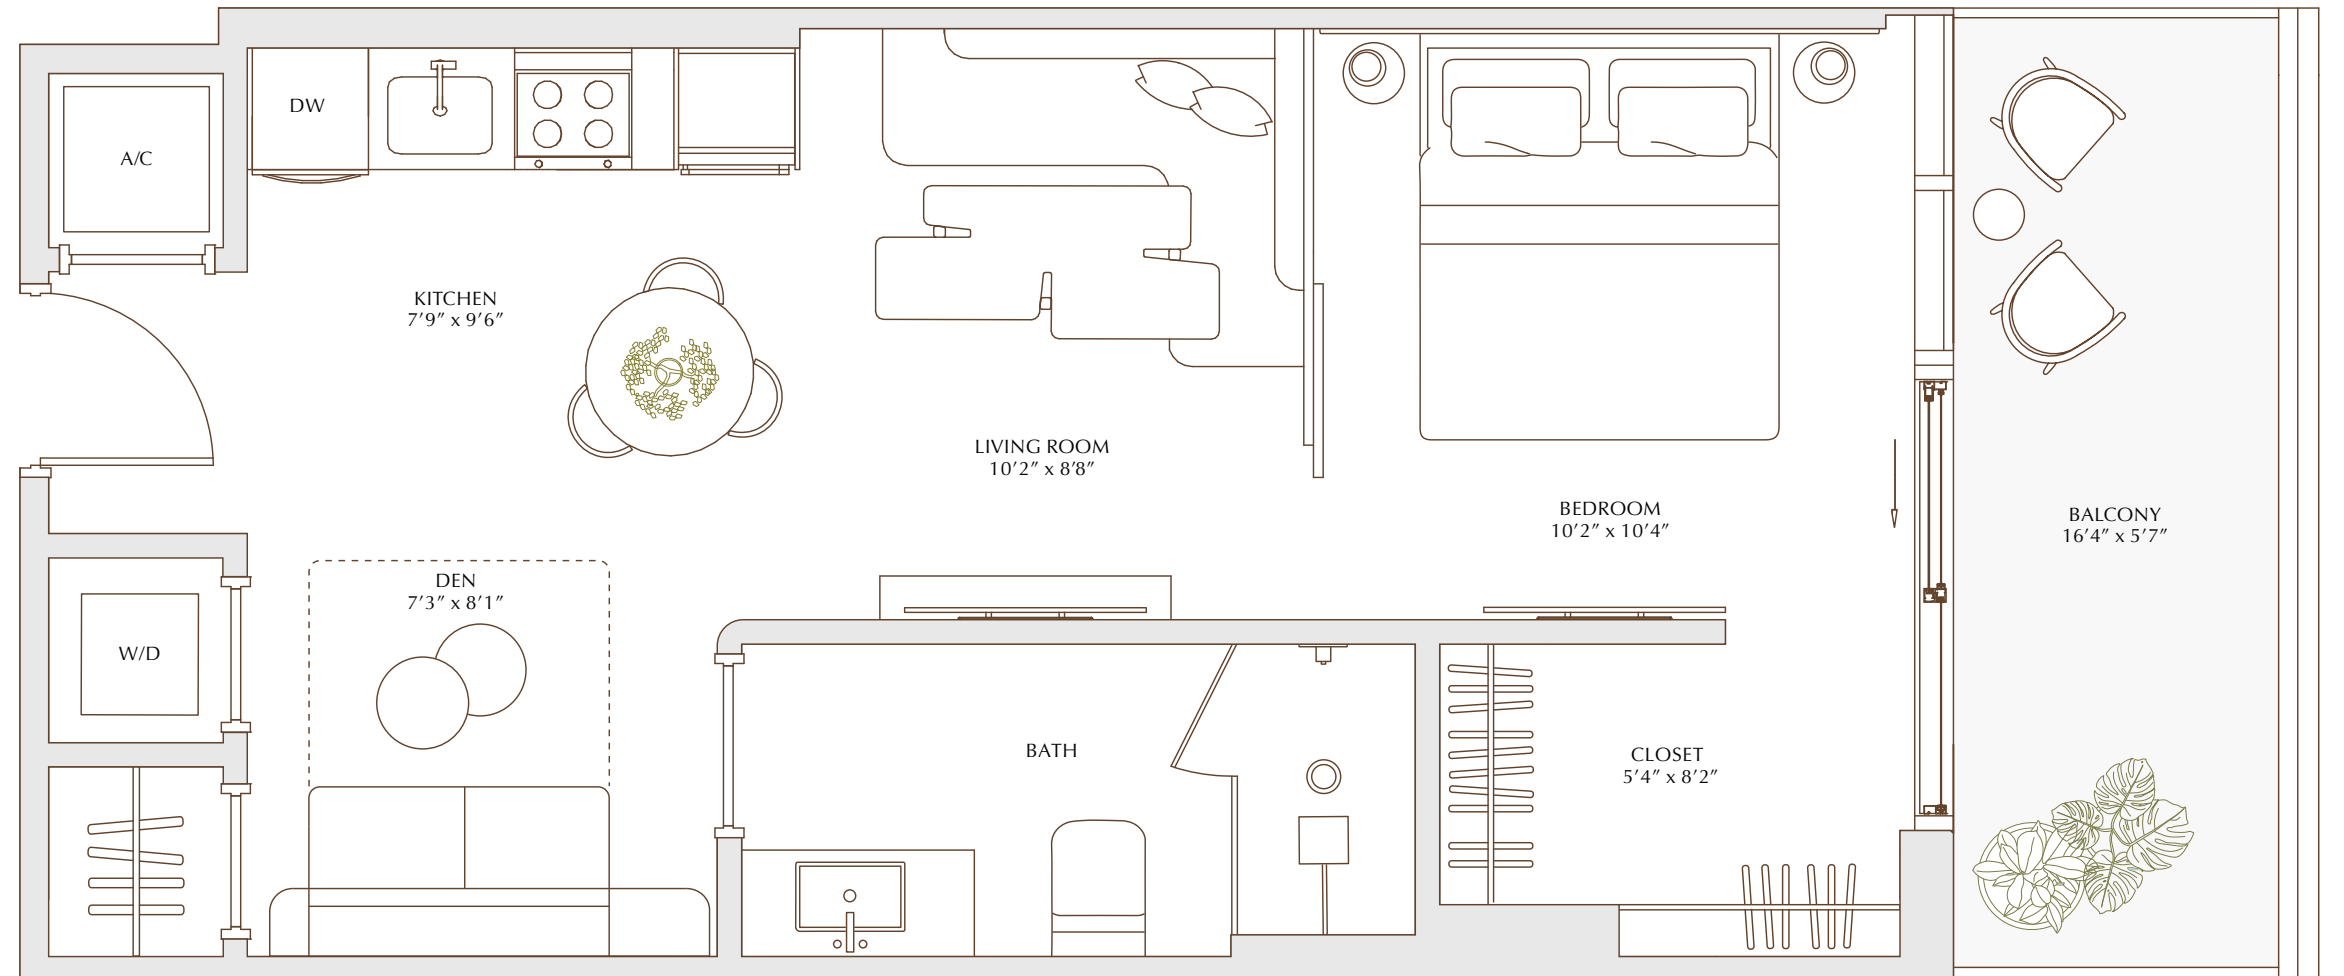 A/C
DW
KITCHEN
7’9” x 9’6”
LIVING ROOM
10’2” x 8’8”
BEDROOM
10’2” x 10’4”
BALCONY
16’4” x 5’7”
DEN
7’3” x 8’1”
W/D
BATH
CLOSET
5’4” x 8’2”